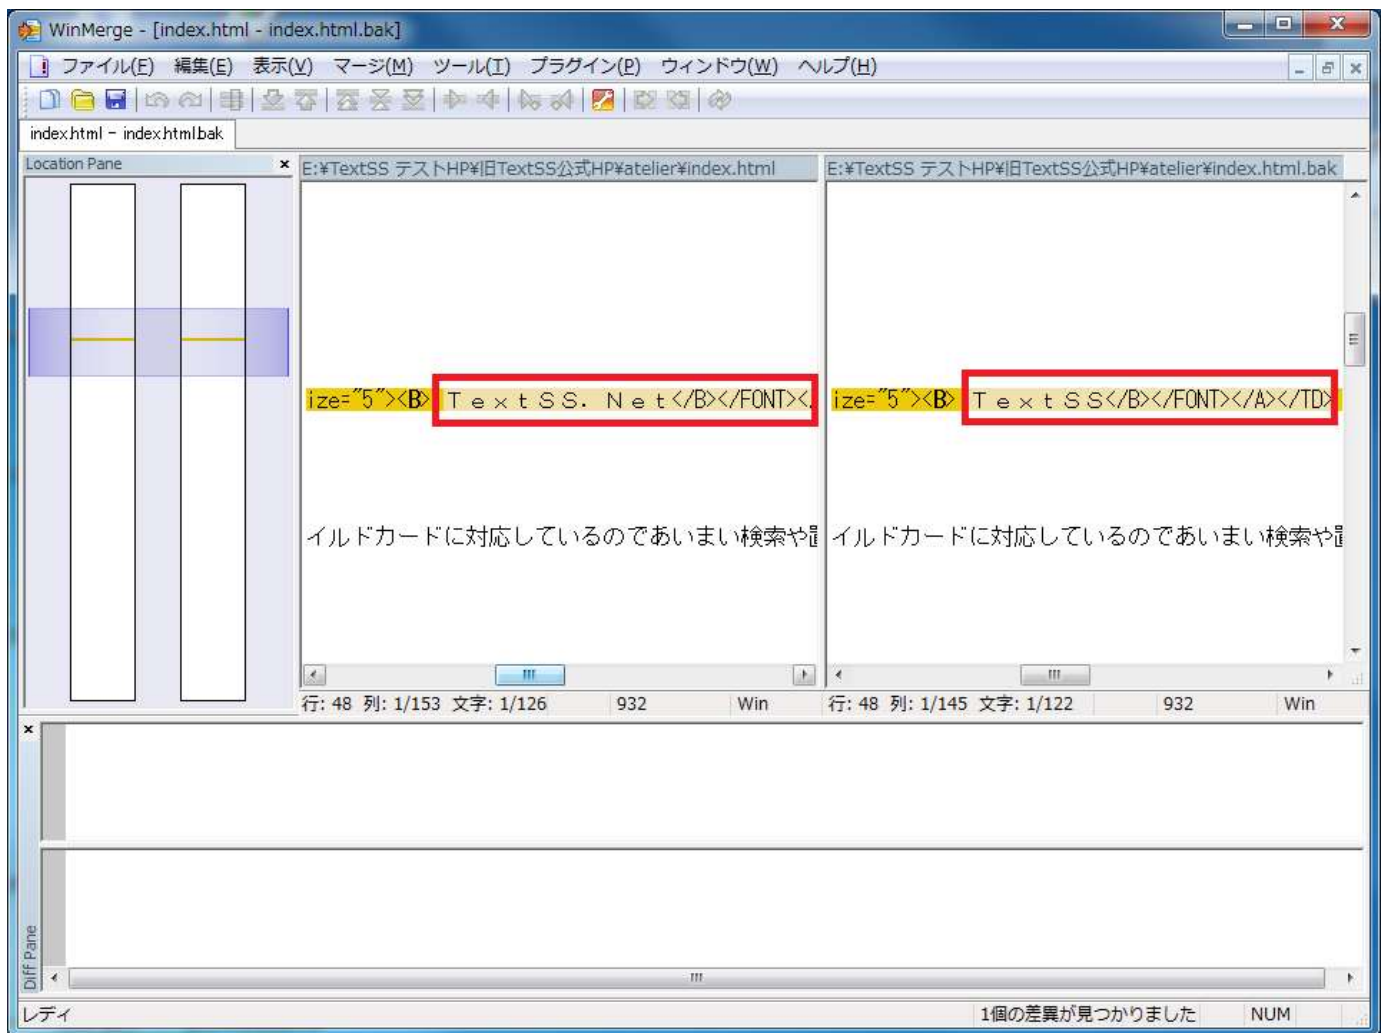 WinMerge - [index.html - index.html.bak]
ファイル(F) 編集(E) 表示(V) マージ(M) ツール(T) プラグイン(P) ウィンドウ(W) ヘルプ(H)
index.html - index.html.bak
Location Pane
E:¥TextSS テストHP¥旧TextSS公式HP¥atelier¥index.html
E:¥TextSS テストHP¥旧TextSS公式HP¥atelier¥index.html.bak
ize="5"><B> ＴｅｘｔＳＳ．Ｎｅｔ</B></FONT><
ize="5"><B> ＴｅｘｔＳＳ</B></FONT></A></TD>
イルドカードに対応しているのであいまい検索や
イルドカードに対応しているのであいまい検索や
行: 48 列: 1/153 文字: 1/126 932 Win
行: 48 列: 1/145 文字: 1/122 932 Win
Diff Pane
レディ 1個の差異が見つかりました NUM